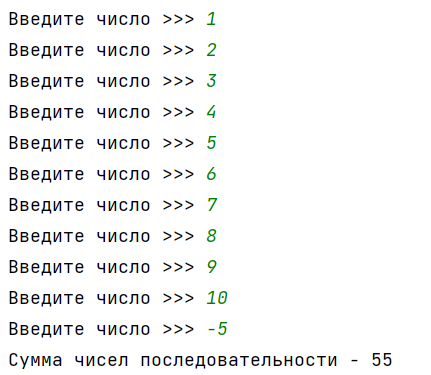 Введите число >>> 1
Введите число >>> 2
Введите число >>> 3
Введите число >>> 4
Введите число >>> 5
Введите число >>> 6
Введите число >>> 7
Введите число >>> 8
Введите число >>> 9
Введите число >>> 10
Введите число >>> -5
Сумма чисел последовательности - 55